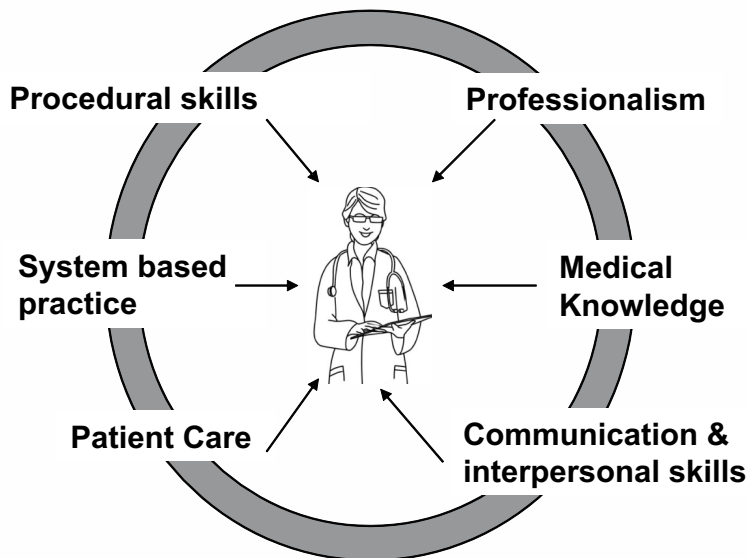 Procedural skills
Professionalism
System based
practice
Medical
Knowledge
Patient Care
Communication &
interpersonal skills